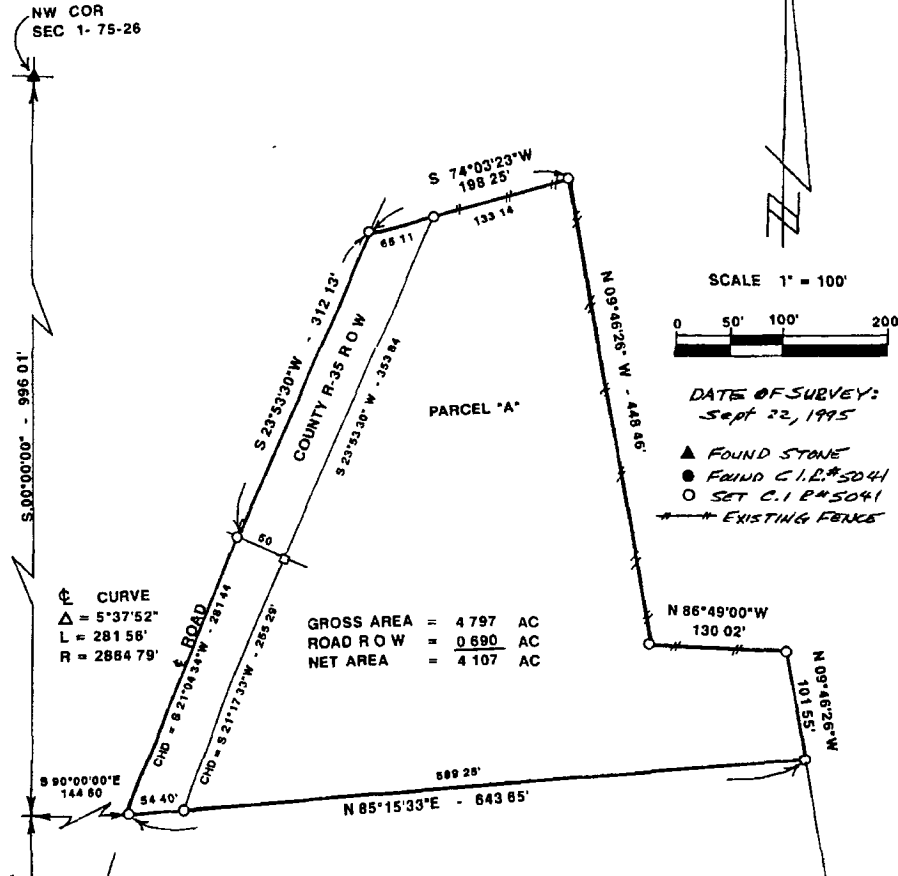 NW COR
SEC 1- 75-26
S 74°03'23"W
198 25'
65 11
133 14
S 23°53'30"W - 312 13'
COUNTY R-35 R O W
S 23°53 30" W - 353 84
N 09°46'26" W - 448 46'
SCALE 1" = 100'
0 50' 100' 200
DATE OF SURVEY:
Sept 22, 1995
FOUND STONE
FOUND C.I.P.#5041
SET C.I P#5041
EXISTING FENCE
PARCEL "A"
S 00°00'00" - 996 01'
50
℄ CURVE
Δ = 5°37'52"
L = 281 56'
R = 2864 79'
℄ ROAD
CHD = S 21°04'34"W - 281 44
CHD = S 21°17 33"W - 255 29'
GROSS AREA = 4 797 AC
ROAD R O W = 0 690 AC
NET AREA = 4 107 AC
N 86°49'00"W
130 02'
N 09°46'26"W
101 55'
S 90°00'00"E
144 60
54 40'
589 25'
N 85°15'33"E - 643 65'